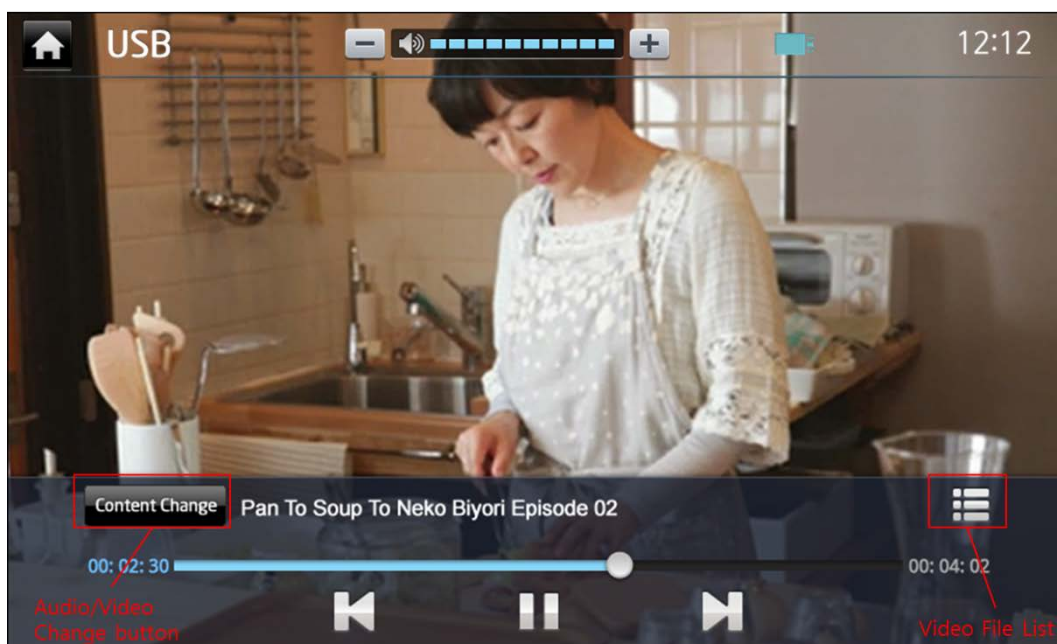 USB
12:12
Content Change
Pan To Soup To Neko Biyori Episode 02
00: 02: 30
00: 04: 02
Audio/Video
Change button
Video File List